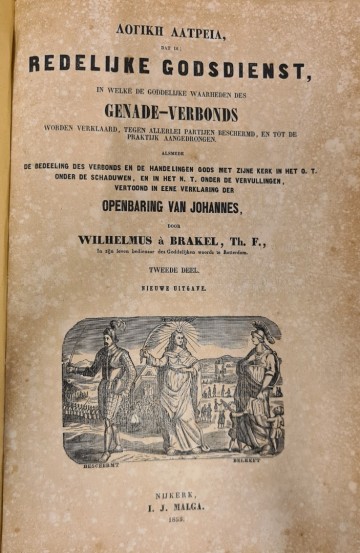 ΛΟΓΙΚΗ ΛΑΤΡΕΙΑ,
DAT IS:
REDELIJKE GODSDIENST,
IN WELKE DE GODDELIJKE WAARHEDEN DES
GENADE-VERBONDS
WORDEN VERKLAARD, TEGEN ALLERLEI PARTIJEN BESCHERMD, EN TOT DE
PRAKTIJK AANGEDRONGEN.
ALSMEDE
DE BEDEELING DES VERBONDS EN DE HANDELINGEN GODS MET ZIJNE KERK IN HET O. T.
ONDER DE SCHADUWEN, EN IN HET N. T. ONDER DE VERVULLINGEN,
VERTOOND IN EENE VERKLARING DER
OPENBARING VAN JOHANNES,
DOOR
WILHELMUS à BRAKEL, Th. F.,
In zijn leven bedienaar des Goddelijken woords te Rotterdam.
TWEEDE DEEL.
NIEUWE UITGAVE.
BESCHERMT
BELEEFT
NIJKERK,
I. J. MALGA.